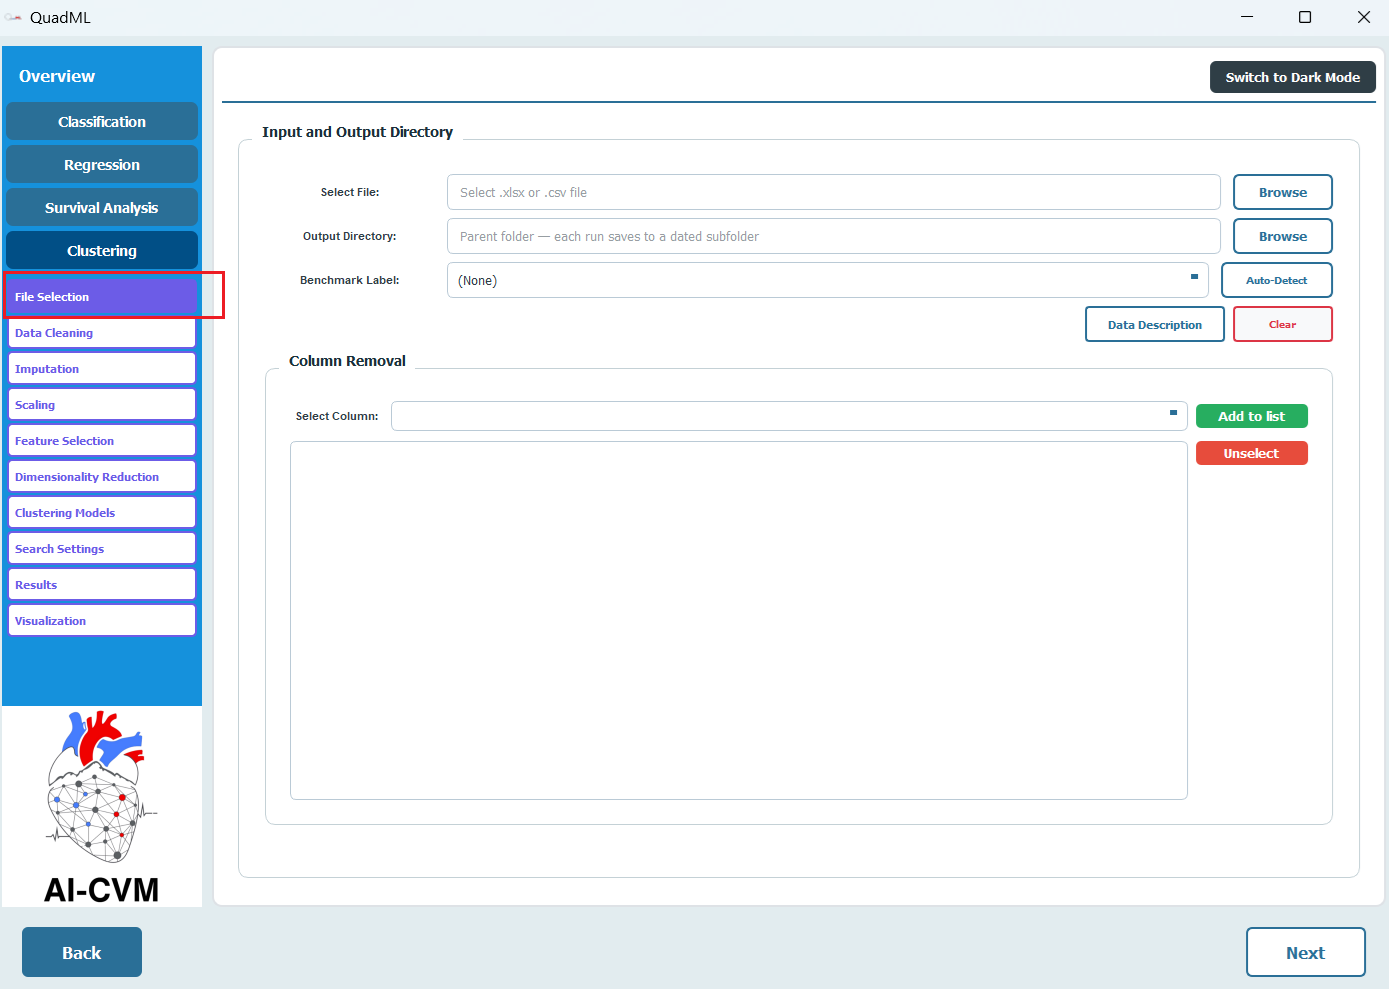 QuadML
Overview
Switch to Dark Mode
Classification
Regression
Survival Analysis
Clustering
File Selection
Data Cleaning
Imputation
Scaling
Feature Selection
Dimensionality Reduction
Clustering Models
Search Settings
Results
Visualization
AI-CVM
Input and Output Directory
Select File:
Select .xlsx or .csv file
Browse
Output Directory:
Parent folder — each run saves to a dated subfolder
Browse
Benchmark Label:
(None)
Auto-Detect
Data Description
Clear
Column Removal
Select Column:
Add to list
Unselect
Back
Next